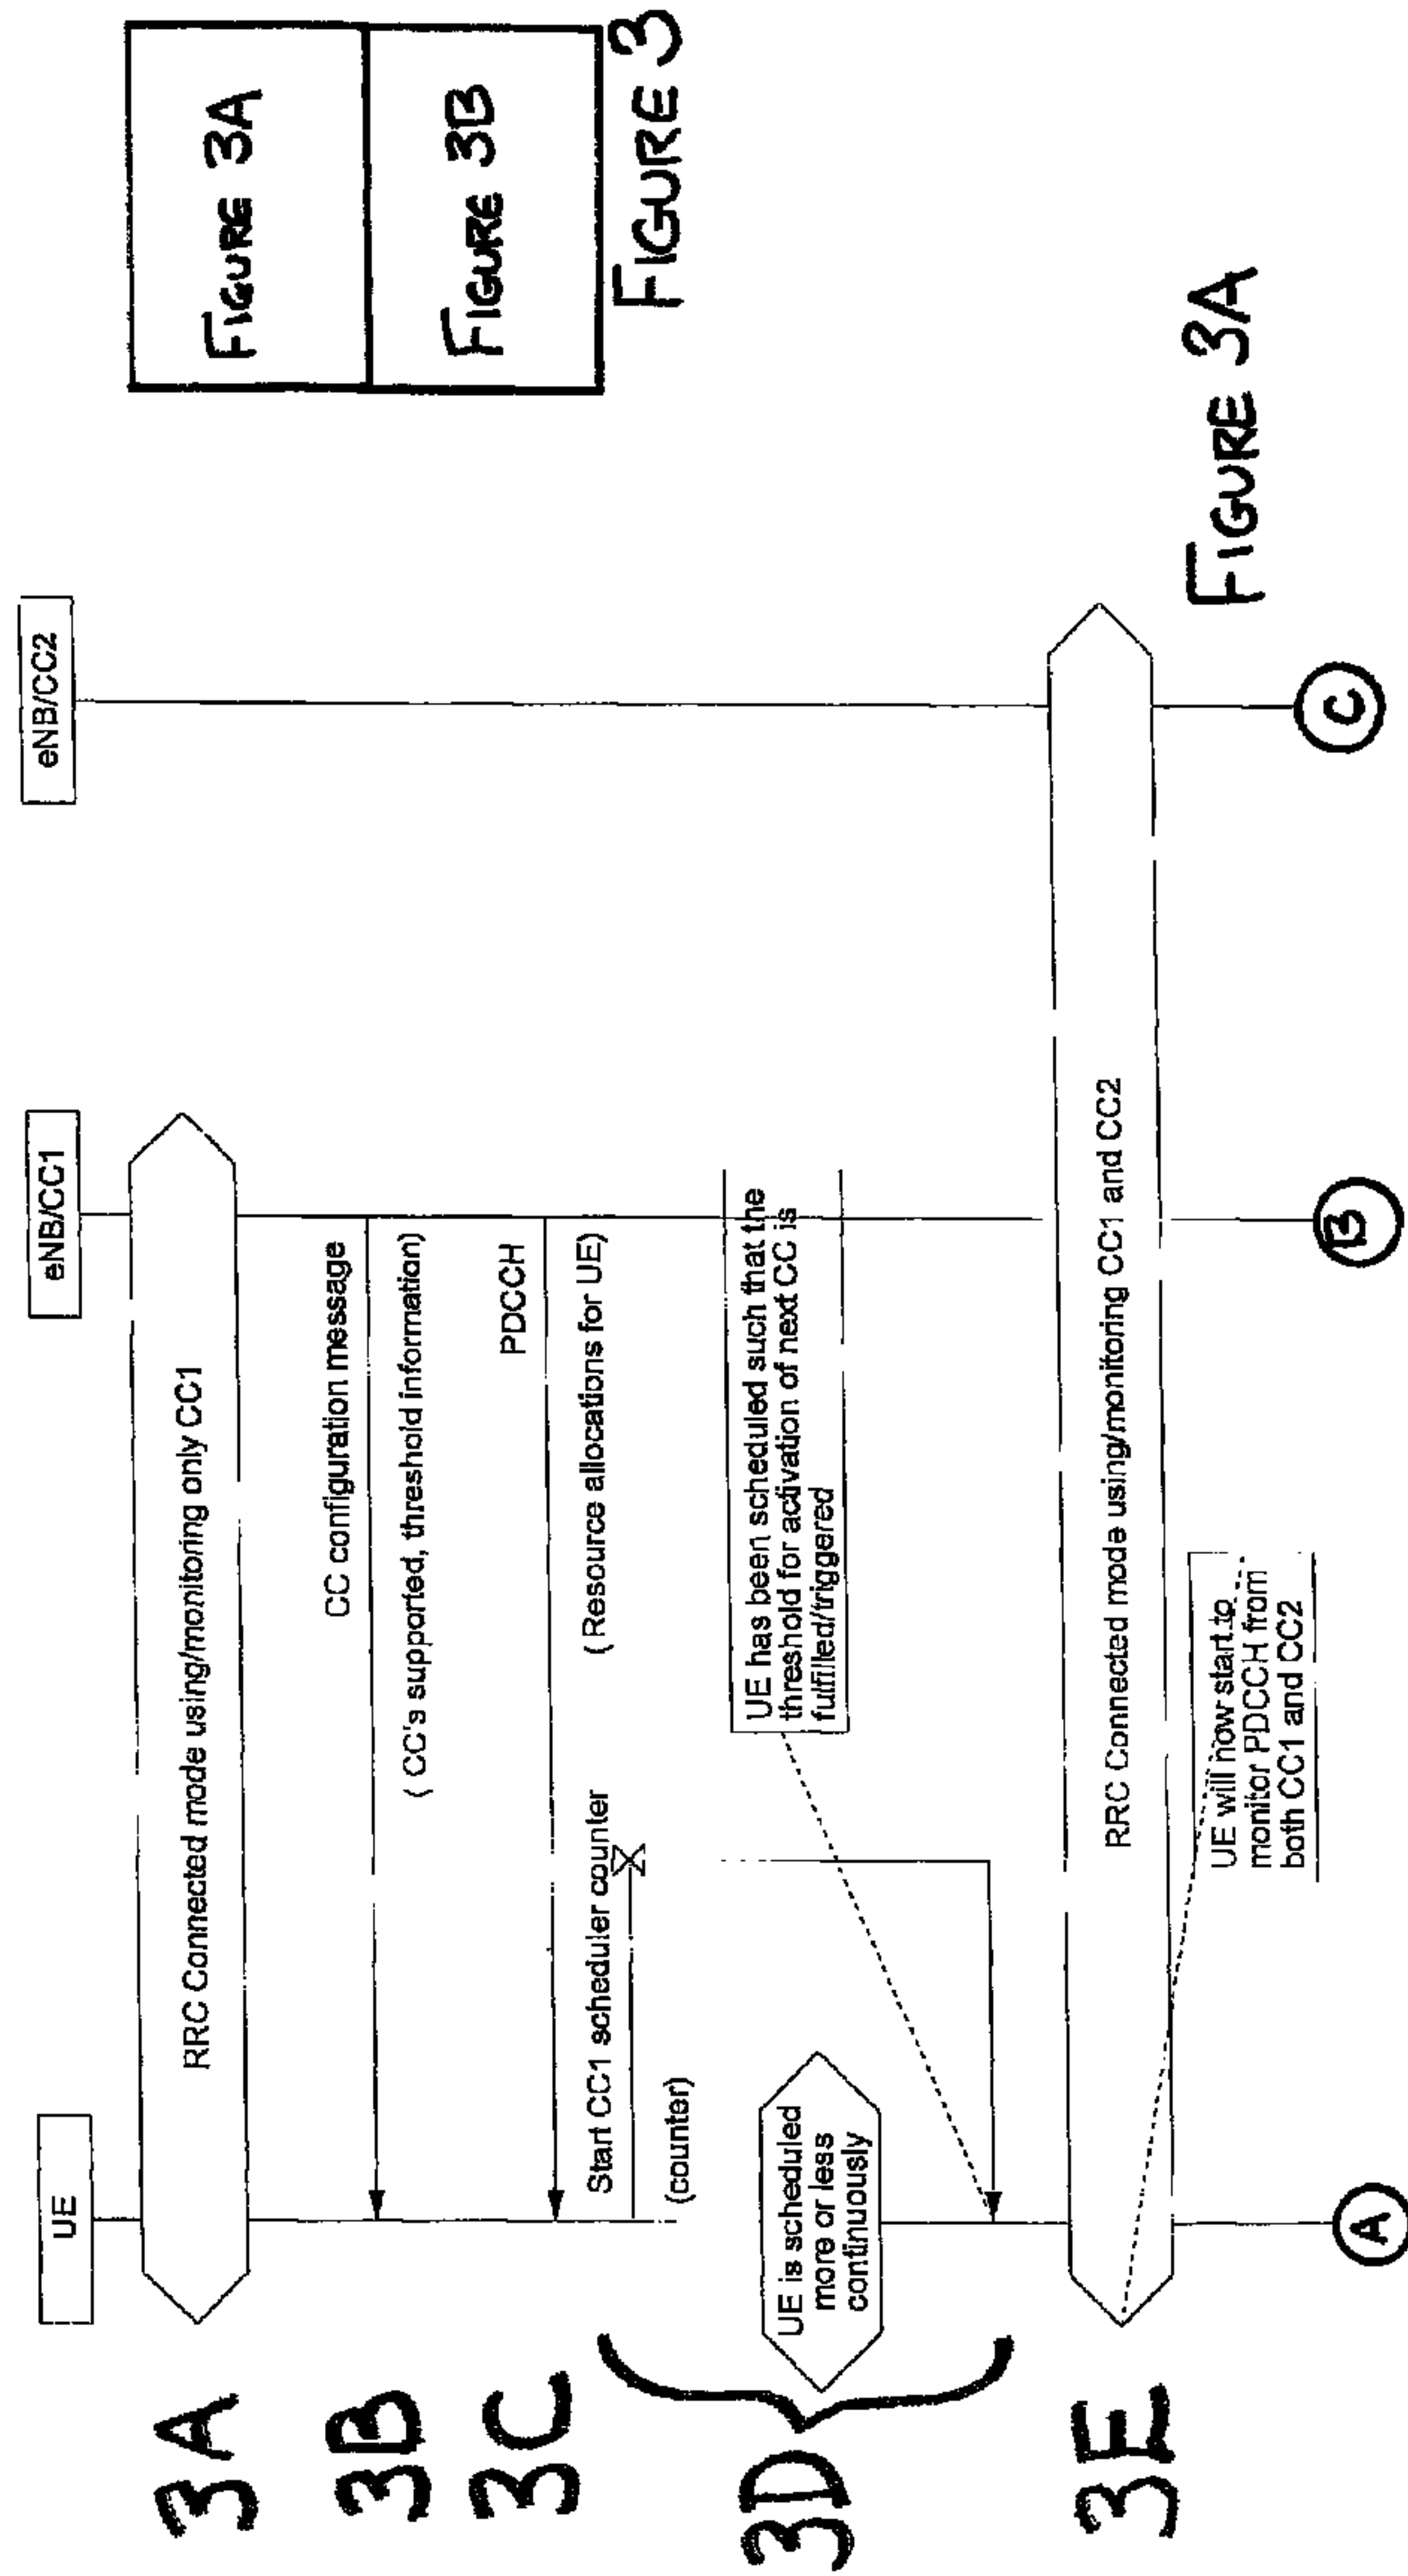 UE
eNB/CC1
eNB/CC2
FIGURE 3A
FIGURE 3B
FIGURE 3
3A
RRC Connected mode using/monitoring only CC1
3B
CC configuration message
( CC's supported, threshold information)
3C
PDCCH
( Resource allocations for UE)
Start CC1 scheduler counter
(counter)
3D
UE is scheduled
more or less
continuously
UE has been scheduled such that the
threshold for activation of next CC is
fulfilled/triggered
3E
RRC Connected mode using/monitoring CC1 and CC2
UE will now start to
monitor PDCCH from
both CC1 and CC2
A
B
C
FIGURE 3A